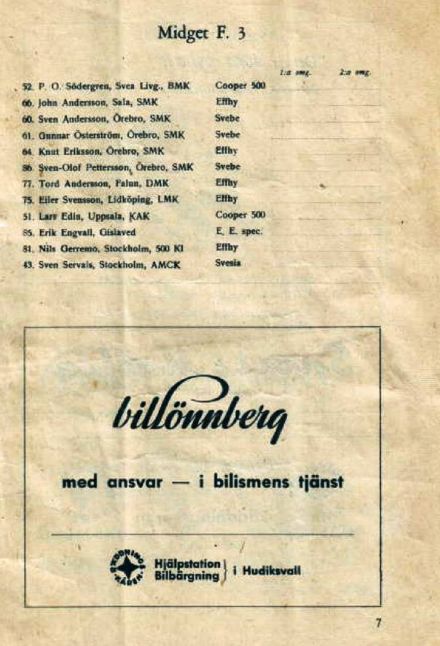 Midget F. 3
1:a omg. 2:a omg.
52. P. O. Södergren, Svea Livg., BMK Cooper 500
66. John Andersson, Sala, SMK Effhy
60. Sven Andersson, Örebro, SMK Svebe
61. Gunnar Österström, Örebro, SMK Svebe
64. Knut Eriksson, Örebro, SMK Effhy
86. Sven-Olof Pettersson, Örebro, SMK Svebe
77. Tord Andersson, Falun, DMK Effhy
75. Eiler Svensson, Lidköping, LMK Effhy
51. Lars Edin, Uppsala, KAK Cooper 500
85. Erik Engvall, Gislaved E. E. spec.
81. Nils Gerremo, Stockholm, 500 Kl Effhy
43. Sven Servais, Stockholm, AMCK Svesia
billönnberg
med ansvar — i bilismens tjänst
RÄDDNINGSKÅREN
Hjälpstation
Bilbärgning } i Hudiksvall
7